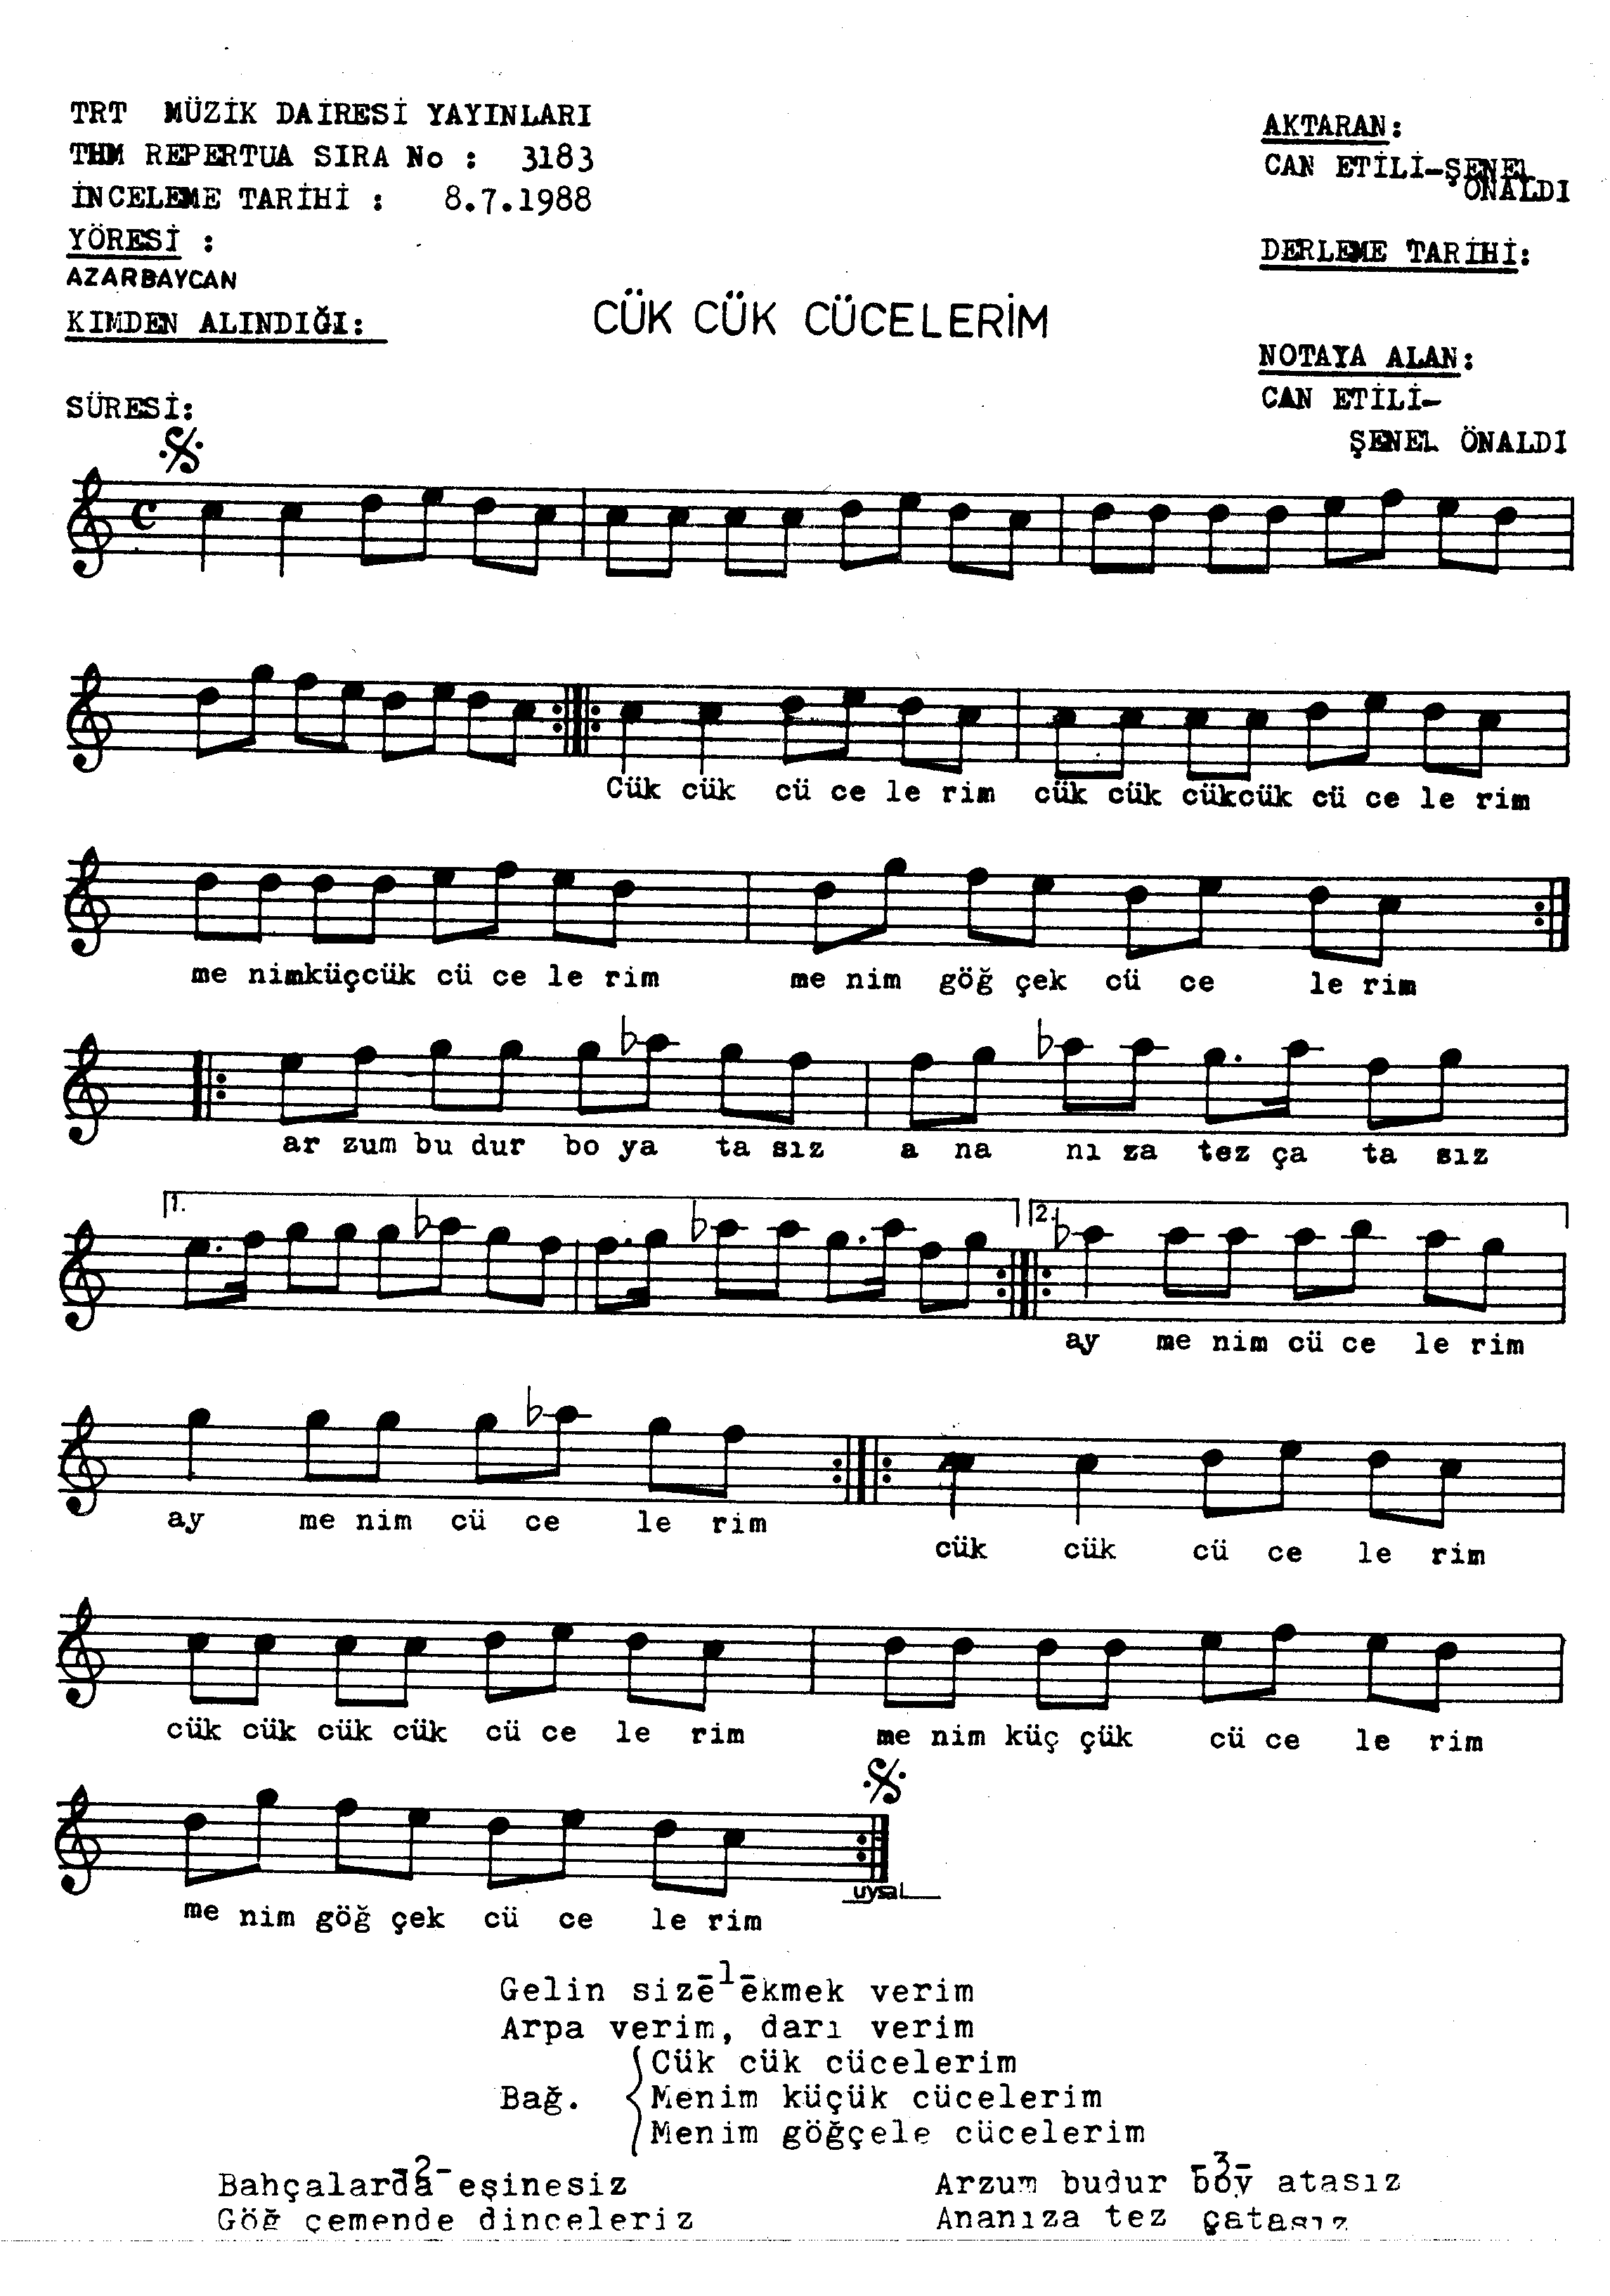 TRT MÜZİK DAİRESİ YAYINLARI
THM REPERTUA SIRA No : 3183
İNCELEME TARİHİ : 8.7.1988
YÖRESİ :
AZARBAYCAN
KIMDEN ALINDIĞI:
SÜRESİ:
CÜK CÜK CÜCELERİM
AKTARAN:
CAN ETİLİ-ŞENEL
ÖNALDI
DERLEME TARİHİ:
NOTAYA ALAN:
CAN ETİLİ-
ŞENEL ÖNALDI
Cük cük cü ce le rim cük cük cükcük cü ce le rim
me nimküçcük cü ce le rim me nim göğ çek cü ce le rim
ar zum bu dur bo ya ta sız a na nı za tez ça ta sız
1. 2.
ay me nim cü ce le rim
ay me nim cü ce le rim
cük cük cü ce le rim
cük cük cük cük cü ce le rim me nim küç çük cü ce le rim
me nim göğ çek cü ce le rim
uysal
-1-
Gelin size ekmek verim
Arpa verim, darı verim
Cük cük cücelerim
Bağ. Menim küçük cücelerim
Menim göğçele cücelerim
-2-
Bahçalarda eşinesiz
Göğ çemende dinceleriz
-3-
Arzum budur boy atasız
Ananıza tez çatasız